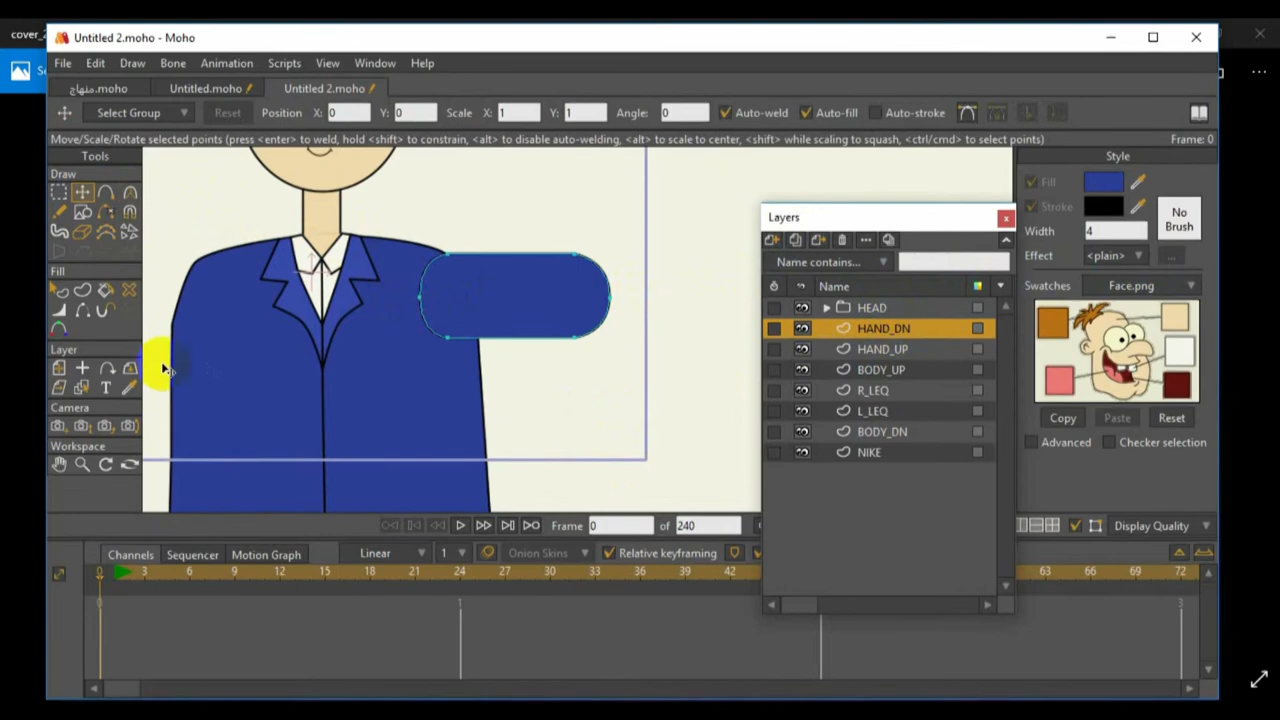 cover_2
Untitled 2.moho - Moho
File Edit Draw Bone Animation Scripts View Window Help
منهاج.moho Untitled.moho Untitled 2.moho
Select Group Reset Position X: 0 Y: 0 Scale X: 1 Y: 1 Angle: 0 Auto-weld Auto-fill Auto-stroke
Move/Scale/Rotate selected points (press <enter> to weld, hold <shift> to constrain, <alt> to disable auto-welding, <alt> to scale to center, <shift> while scaling to squash, <ctrl/cmd> to select points) Frame: 0
Tools
Draw
Fill
Layer
Camera
Workspace
Layers
Name contains...
Name
HEAD
HAND_DN
HAND_UP
BODY_UP
R_LEQ
L_LEQ
BODY_DN
NIKE
Style
Fill
Stroke
No Brush
Width 4
Effect <plain> ...
Swatches Face.png
Copy Paste Reset
Advanced Checker selection
Frame 0 of 240 Display Quality
Channels Sequencer Motion Graph Linear 1 Onion Skins Relative keyframing
0 3 6 9 12 15 18 21 24 27 30 33 36 39 42 63 66 69 72
0 1 3